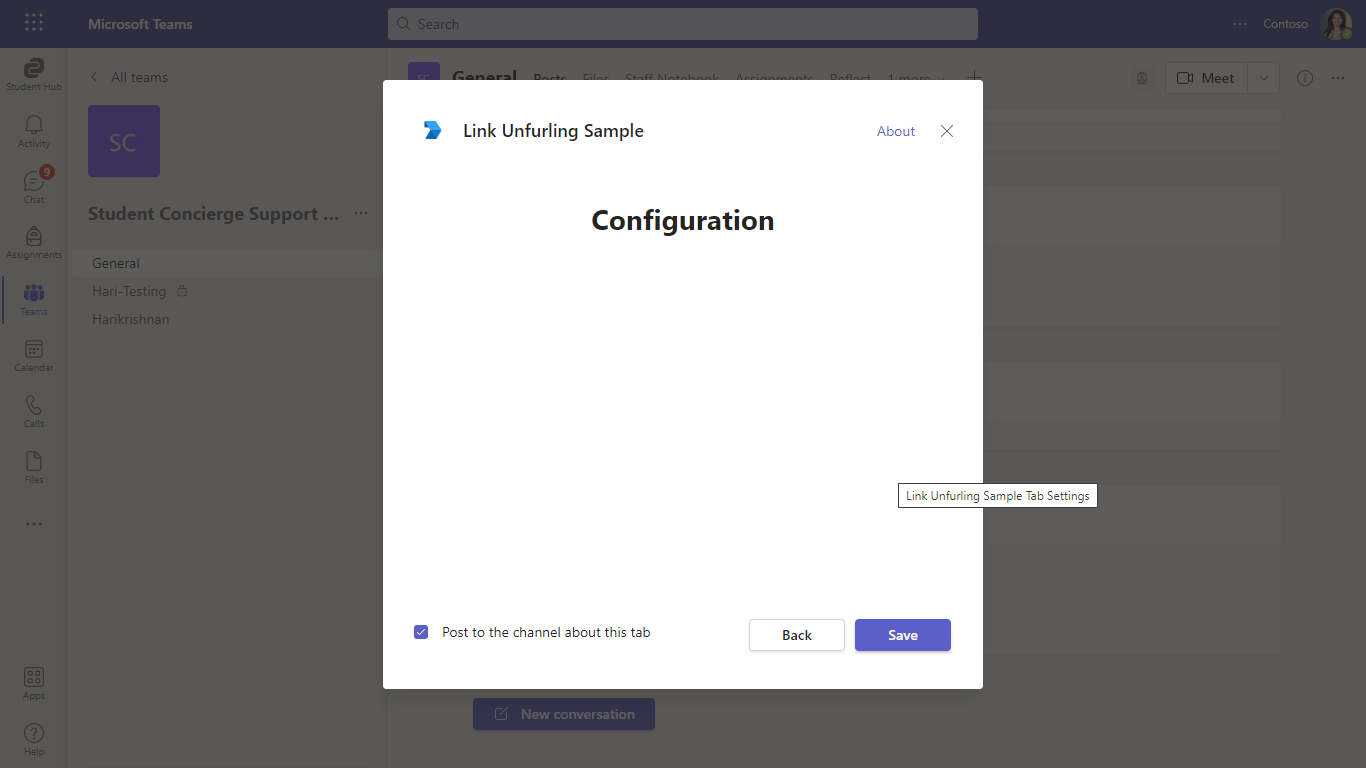 Microsoft Teams
Search
Contoso
Student Hub
Activity
9
Chat
Assignments
Teams
Calendar
Calls
Files
Apps
Help
All teams
SC
Student Concierge Support ...
General
Hari-Testing
Harikrishnan
SC
General Posts Files Staff Notebook Assignments Reflect 1 more
Meet
Link Unfurling Sample
About
Configuration
Link Unfurling Sample Tab Settings
Post to the channel about this tab
Back
Save
New conversation